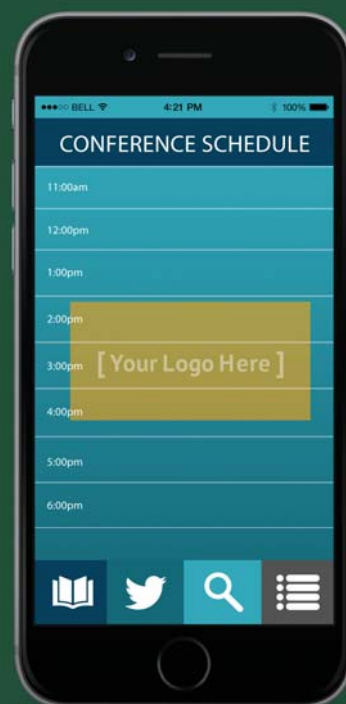 BELL 4:21 PM 100%
CONFERENCE SCHEDULE
11:00am
12:00pm
1:00pm
2:00pm
3:00pm [ Your Logo Here ]
4:00pm
5:00pm
6:00pm